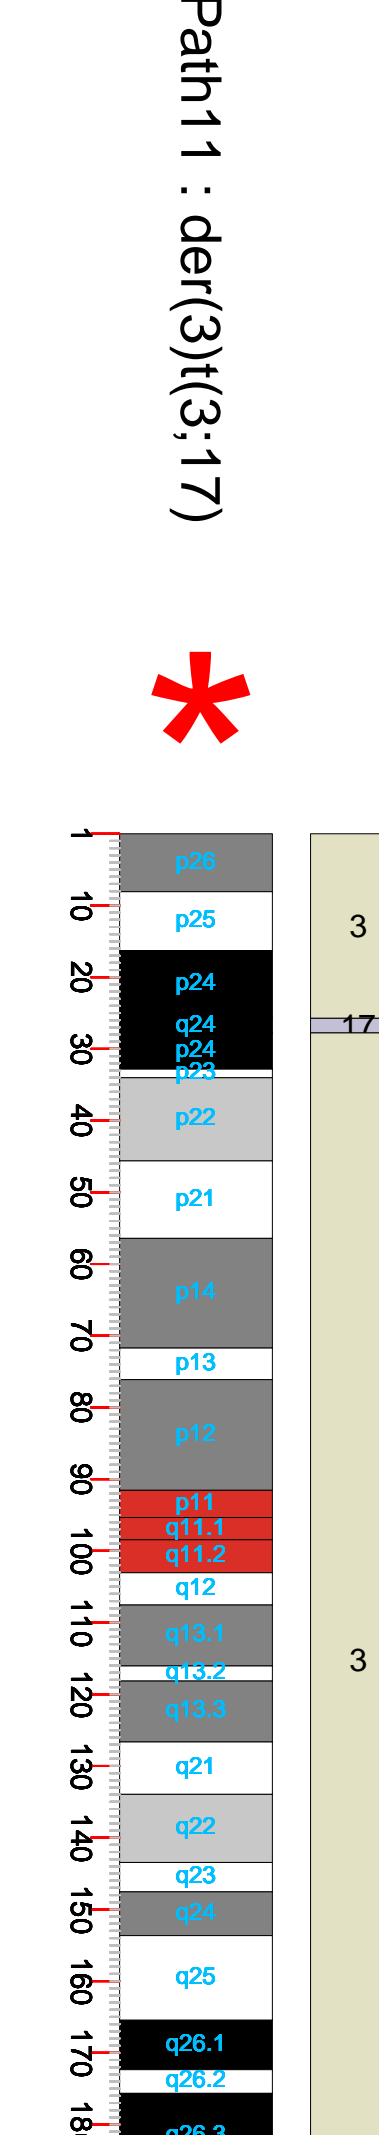 Path11 : der(3)t(3;17)
*
1
p26
10
p25
3
20
p24
q24
17
30
p24
p23
40
p22
50
p21
60
p14
70
p13
80
p12
90
p11
q11.1
100
q11.2
q12
110
q13.1
3
q13.2
120
q13.3
130
q21
140
q22
q23
150
q24
160
q25
170
q26.1
q26.2
q26.3